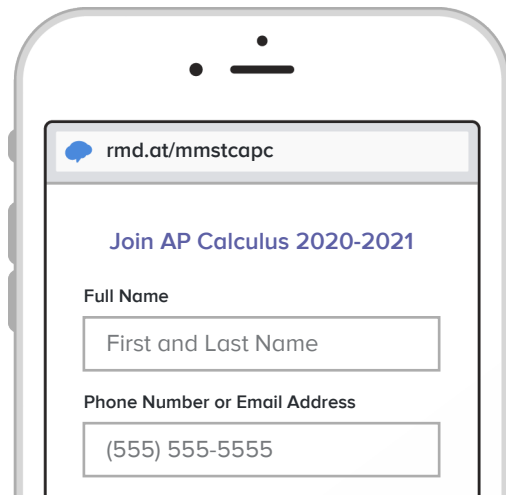 rmd.at/mmstcapc
Join AP Calculus 2020-2021
Full Name
First and Last Name
Phone Number or Email Address
(555) 555-5555